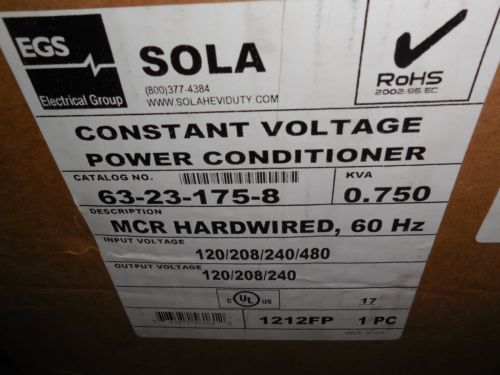 EGS
Electrical Group
SOLA
(800)377-4384
WWW.SOLAHEVIDUTY.COM
RoHS
2002/95/EC
CONSTANT VOLTAGE
POWER CONDITIONER
CATALOG NO.
63-23-175-8
KVA
0.750
DESCRIPTION
MCR HARDWIRED, 60 Hz
INPUT VOLTAGE
120/208/240/480
OUTPUT VOLTAGE
120/208/240
C UL US
17
1212FP
1 PC